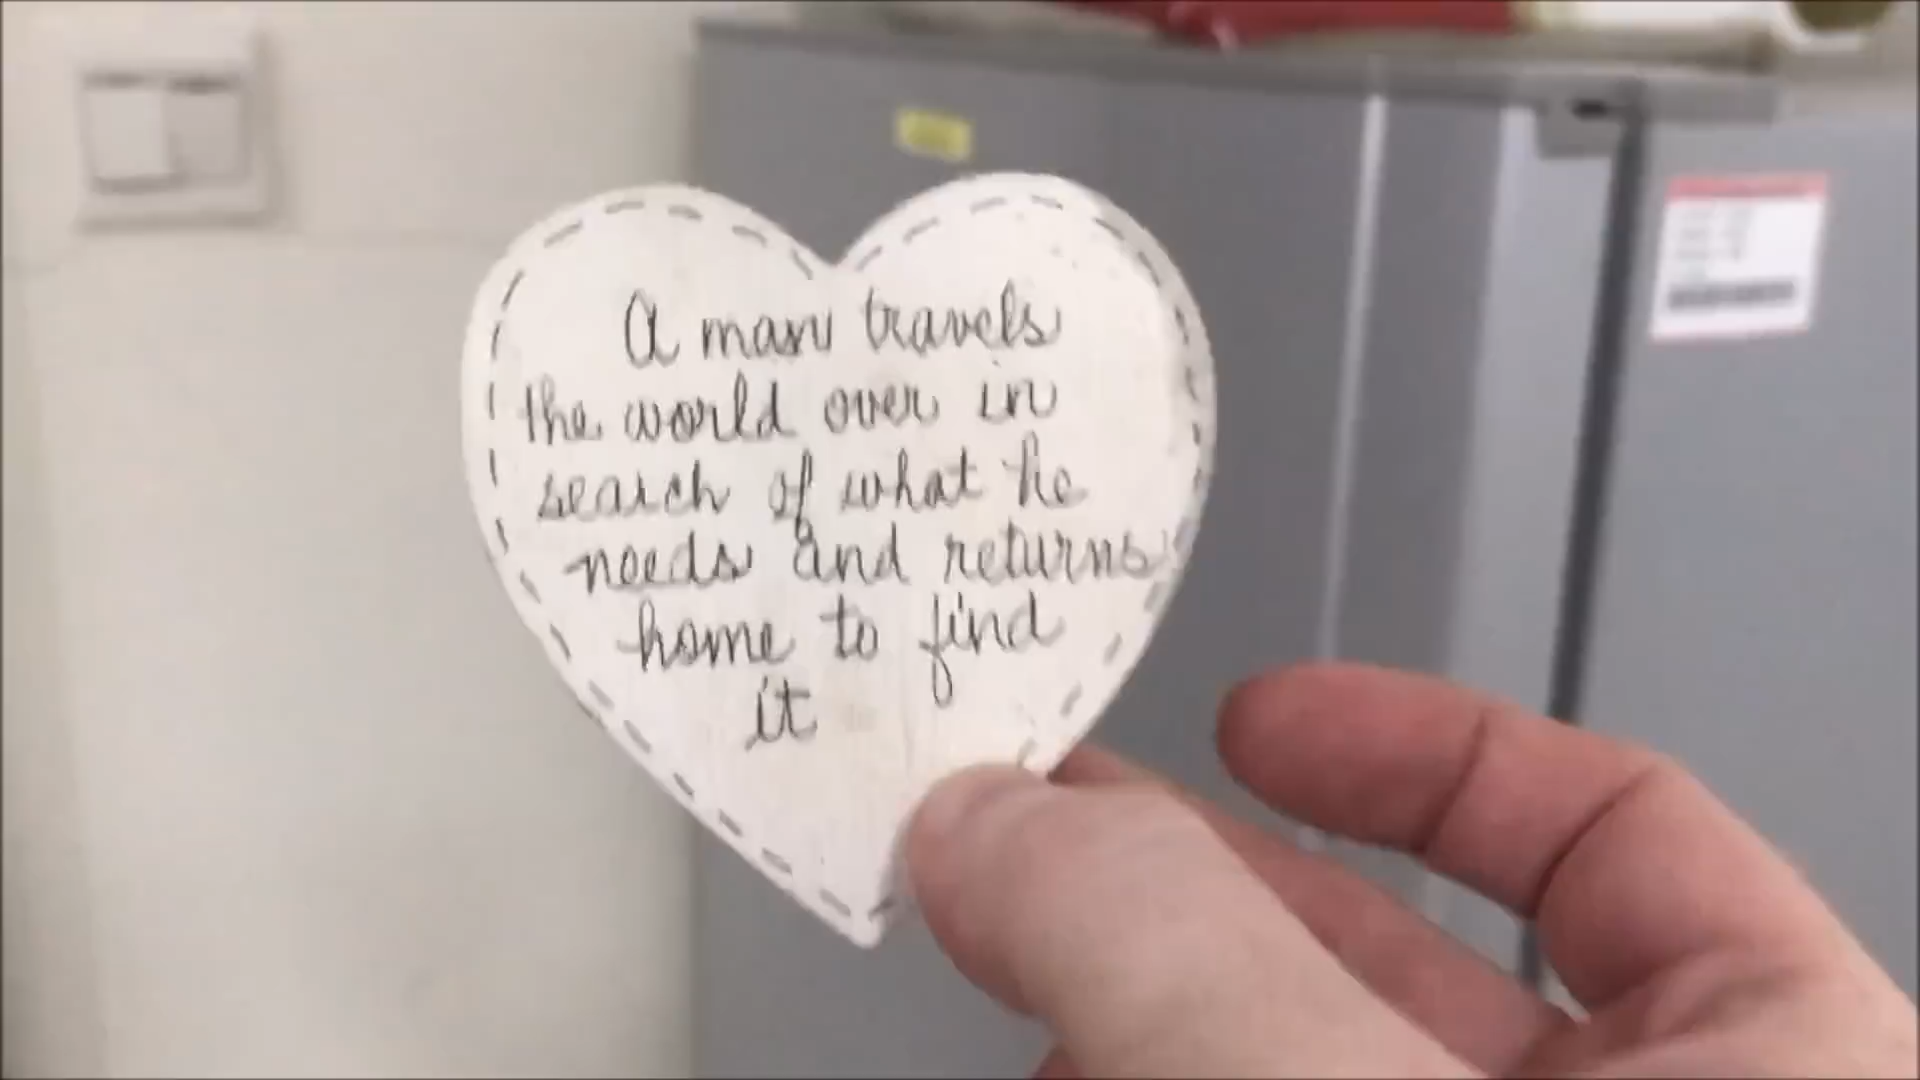 A man travels
the world over in
search of what he
needs and returns
home to find
it